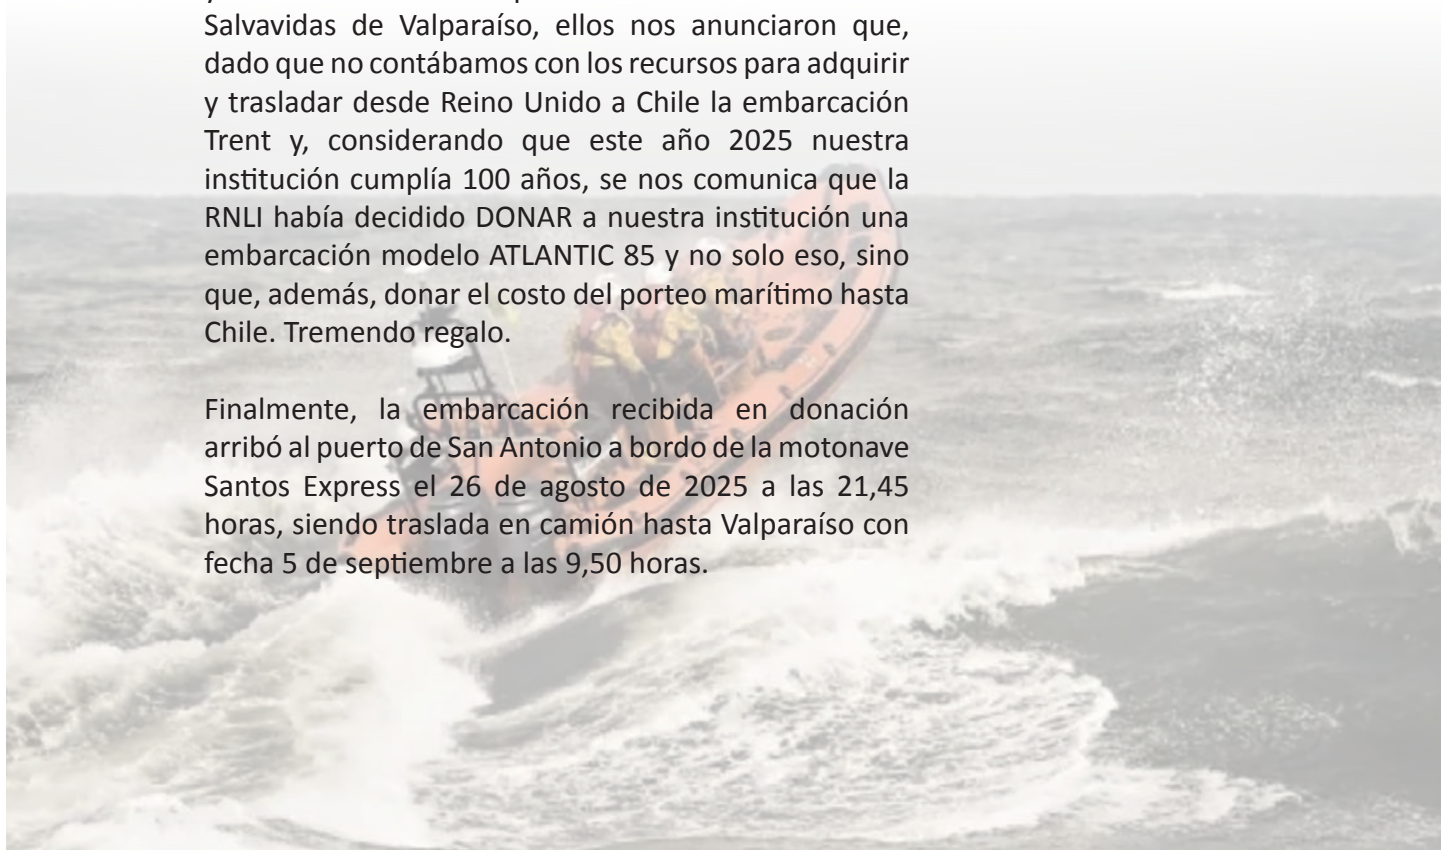 Salvavidas de Valparaíso, ellos nos anunciaron que,
dado que no contábamos con los recursos para adquirir
y trasladar desde Reino Unido a Chile la embarcación
Trent y, considerando que este año 2025 nuestra
institución cumplía 100 años, se nos comunica que la
RNLI había decidido DONAR a nuestra institución una
embarcación modelo ATLANTIC 85 y no solo eso, sino
que, además, donar el costo del porteo marítimo hasta
Chile. Tremendo regalo.
Finalmente, la embarcación recibida en donación
arribó al puerto de San Antonio a bordo de la motonave
Santos Express el 26 de agosto de 2025 a las 21,45
horas, siendo traslada en camión hasta Valparaíso con
fecha 5 de septiembre a las 9,50 horas.